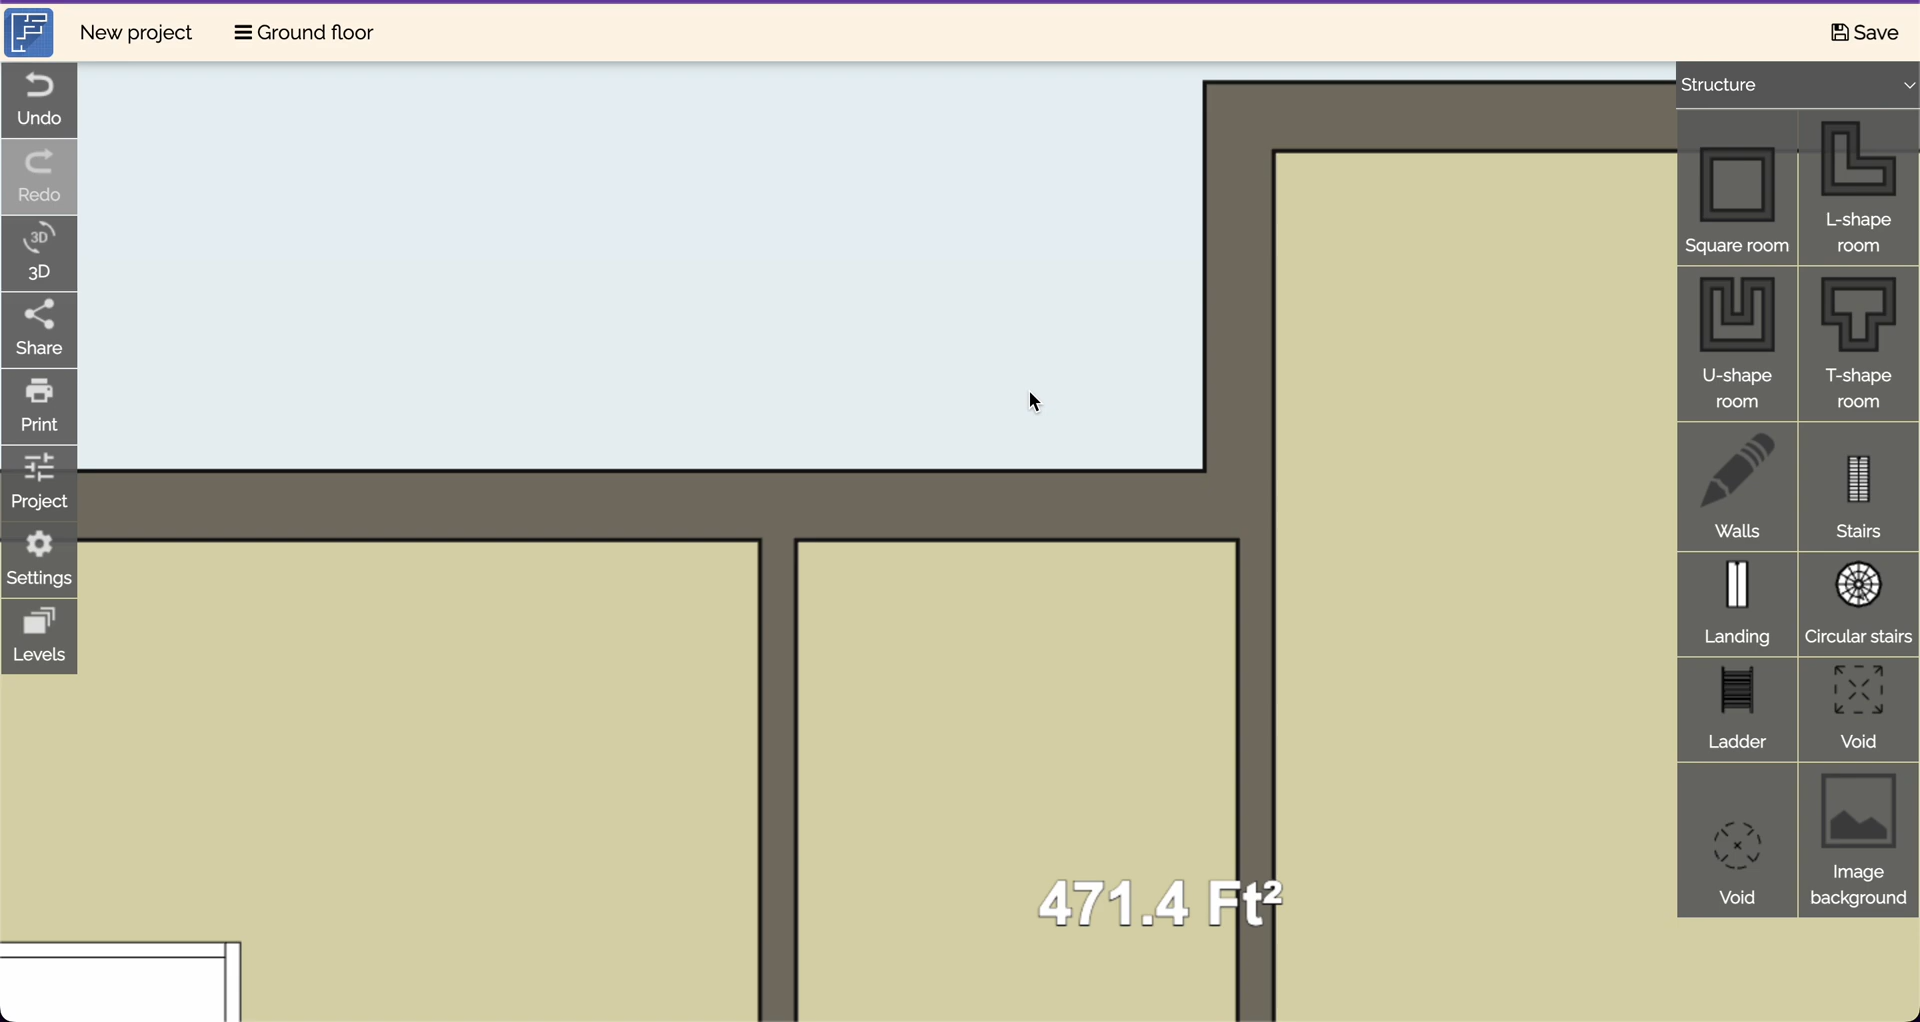 New project
Ground floor
Save
Undo
Redo
3D
3D
Share
Print
Project
Settings
Levels
Structure
Square room
L-shape
room
U-shape
room
T-shape
room
Walls
Stairs
Landing
Circular stairs
Ladder
Void
Void
Image
background
471.4 Ft²